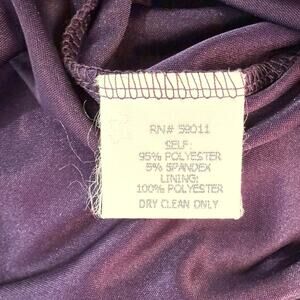 RN# 59011
SELF:
95% POLYESTER
5% SPANDEX
LINING:
100% POLYESTER
DRY CLEAN ONLY